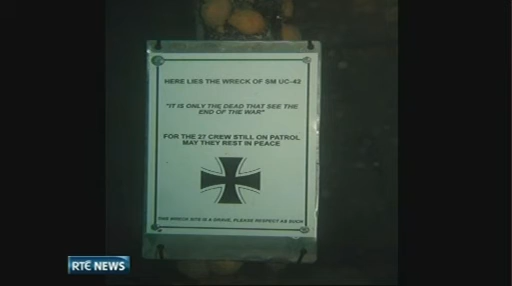 HERE LIES THE WRECK OF SM UC-42
"IT IS ONLY THE DEAD THAT SEE THE
END OF THE WAR"
FOR THE 27 CREW STILL ON PATROL
MAY THEY REST IN PEACE
THIS WRECK SITE IS A GRAVE, PLEASE RESPECT AS SUCH
RTÉ NEWS